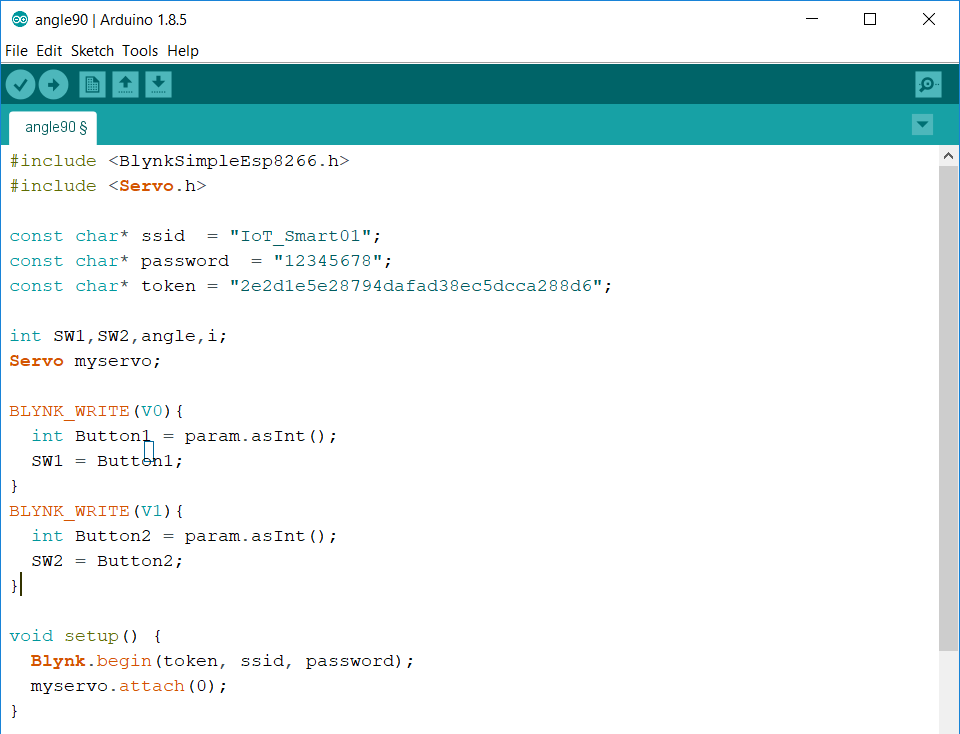 angle90 | Arduino 1.8.5
File Edit Sketch Tools Help
angle90 §
#include <BlynkSimpleEsp8266.h>
#include <Servo.h>
const char* ssid  = "IoT_Smart01";
const char* password  = "12345678";
const char* token = "2e2d1e5e28794dafad38ec5dcca288d6";
int SW1,SW2,angle,i;
Servo myservo;
BLYNK_WRITE(V0){
  int Button1 = param.asInt();
  SW1 = Button1;
}
BLYNK_WRITE(V1){
  int Button2 = param.asInt();
  SW2 = Button2;
}
void setup() {
  Blynk.begin(token, ssid, password);
  myservo.attach(0);
}